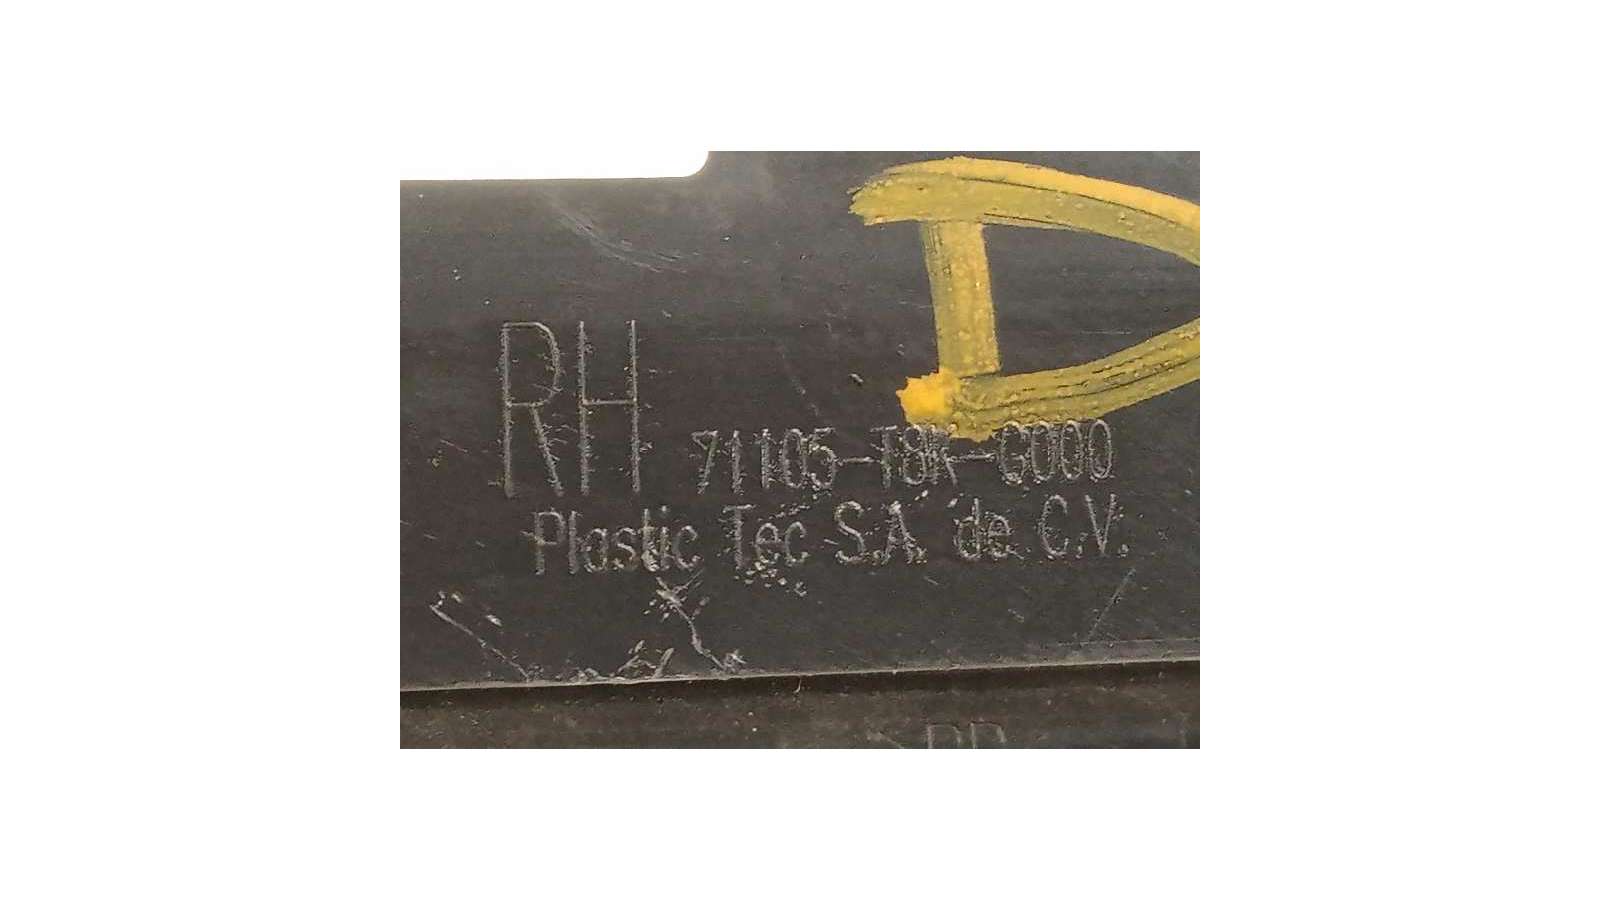 D
RH 71105-T8R-G000
Plastic Tec S.A. de C.V.